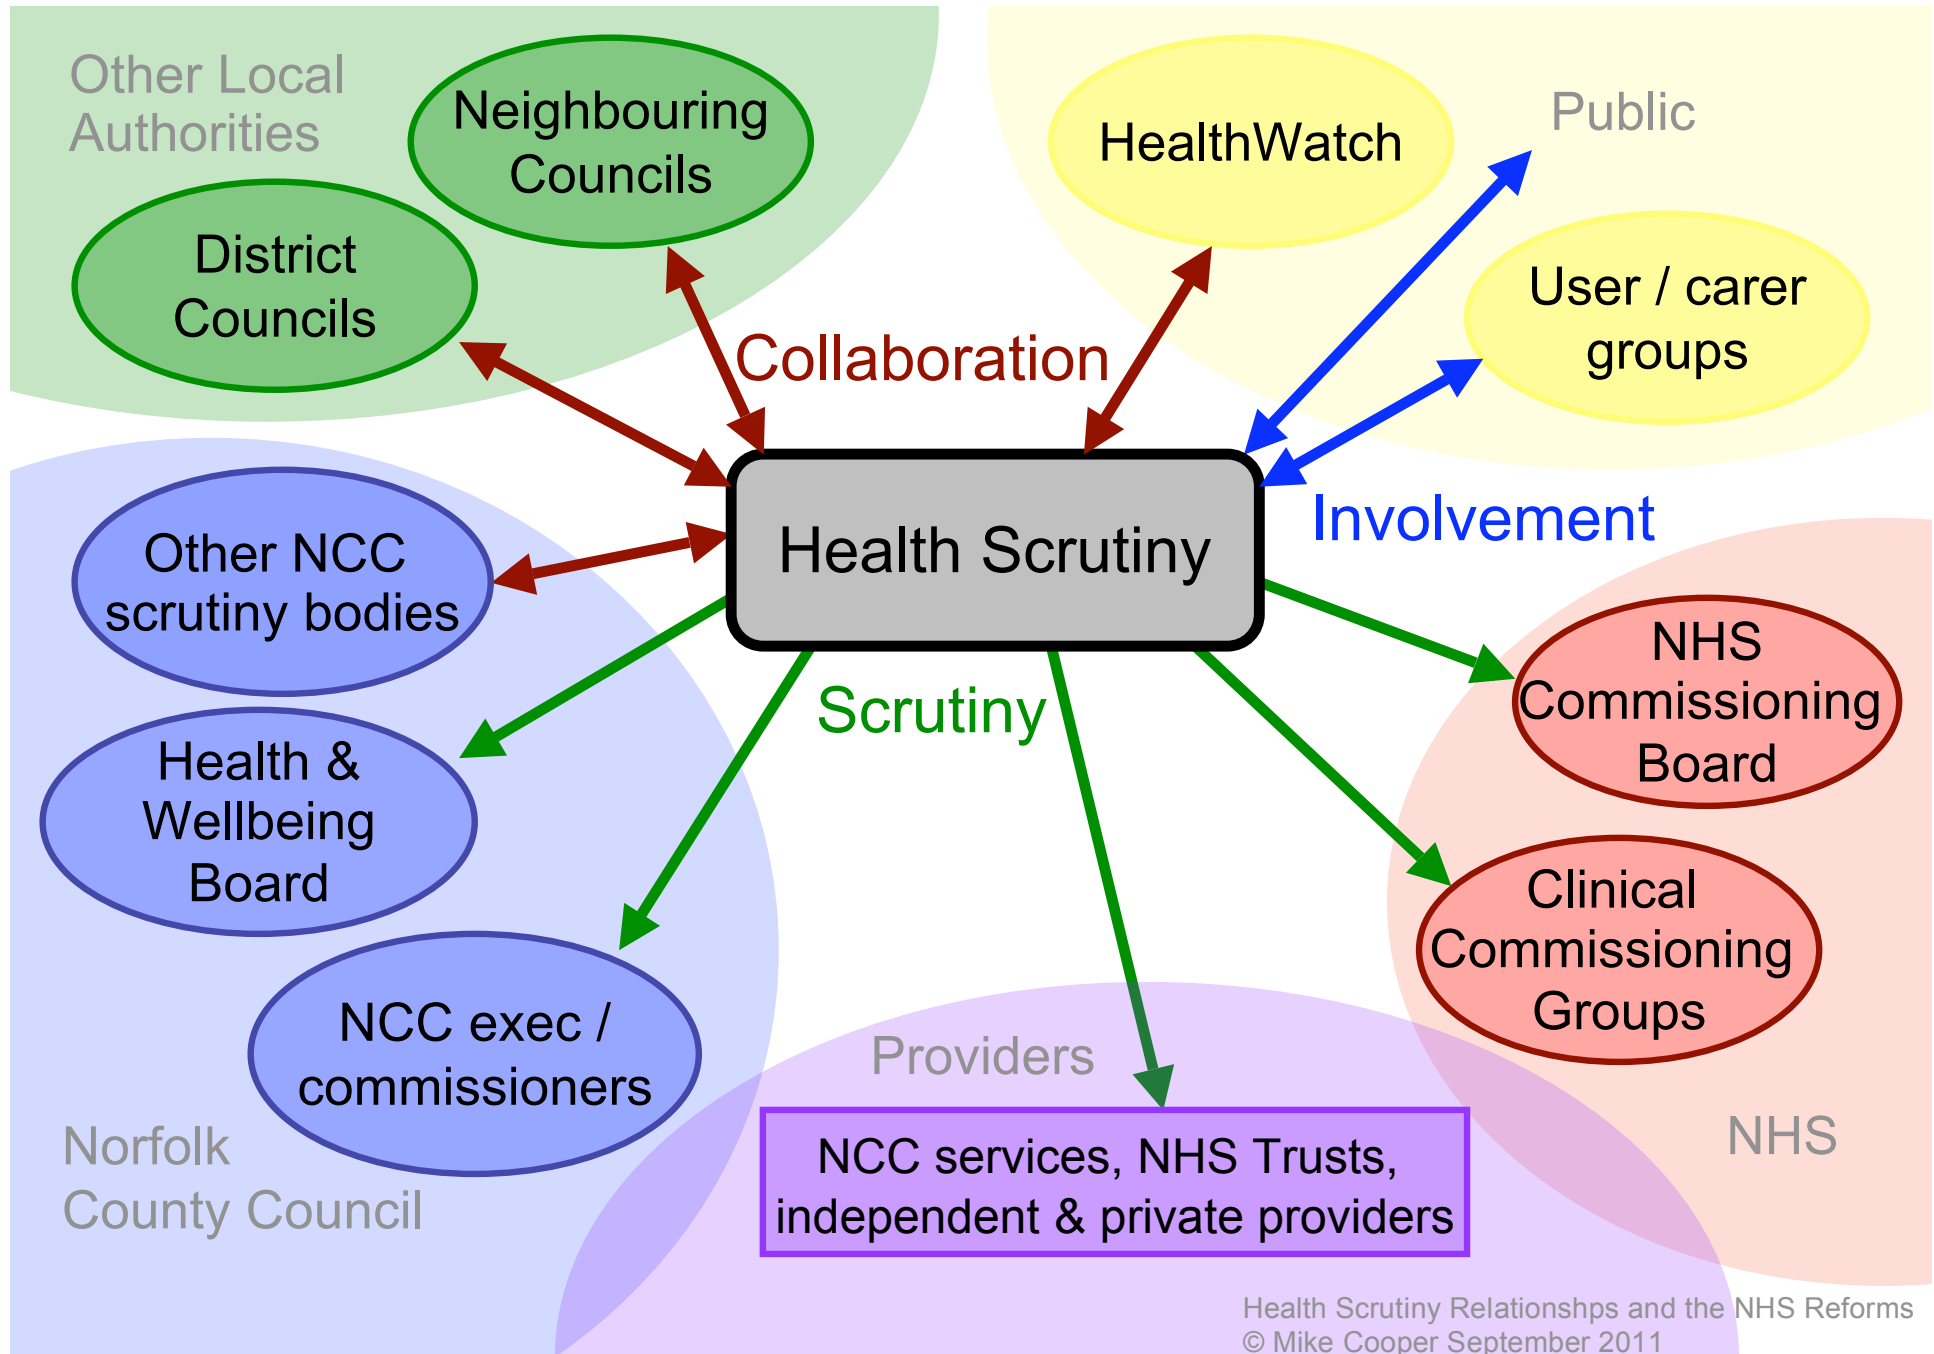 Other Local
Authorities
Neighbouring
Councils
District
Councils
HealthWatch
Public
User / carer
groups
Collaboration
Involvement
Health Scrutiny
Scrutiny
Other NCC
scrutiny bodies
Health &
Wellbeing
Board
NCC exec /
commissioners
Norfolk
County Council
Providers
NCC services, NHS Trusts,
independent & private providers
NHS
Commissioning
Board
Clinical
Commissioning
Groups
NHS
Health Scrutiny Relationshps and the NHS Reforms
© Mike Cooper September 2011